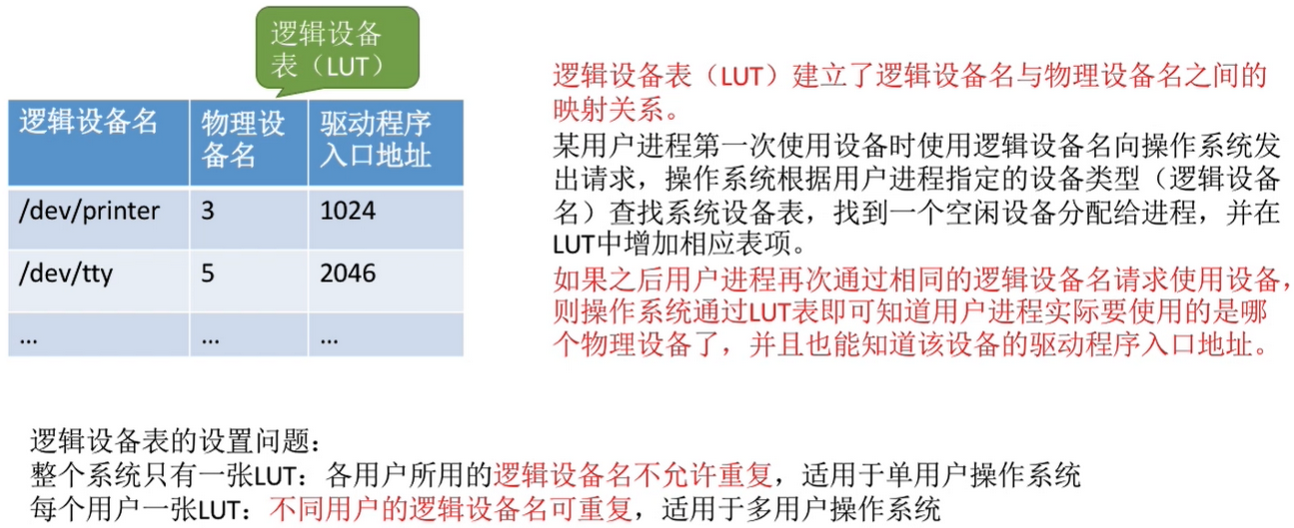 逻辑设备
表（LUT）
逻辑设备名 物理设备名 驱动程序入口地址
/dev/printer 3 1024
/dev/tty 5 2046
... ... ...
逻辑设备表（LUT）建立了逻辑设备名与物理设备名之间的
映射关系。
某用户进程第一次使用设备时使用逻辑设备名向操作系统发
出请求，操作系统根据用户进程指定的设备类型（逻辑设备
名）查找系统设备表，找到一个空闲设备分配给进程，并在
LUT中增加相应表项。
如果之后用户进程再次通过相同的逻辑设备名请求使用设备，
则操作系统通过LUT表即可知道用户进程实际要使用的是哪
个物理设备了，并且也能知道该设备的驱动程序入口地址。
逻辑设备表的设置问题：
整个系统只有一张LUT：各用户所用的逻辑设备名不允许重复，适用于单用户操作系统
每个用户一张LUT：不同用户的逻辑设备名可重复，适用于多用户操作系统